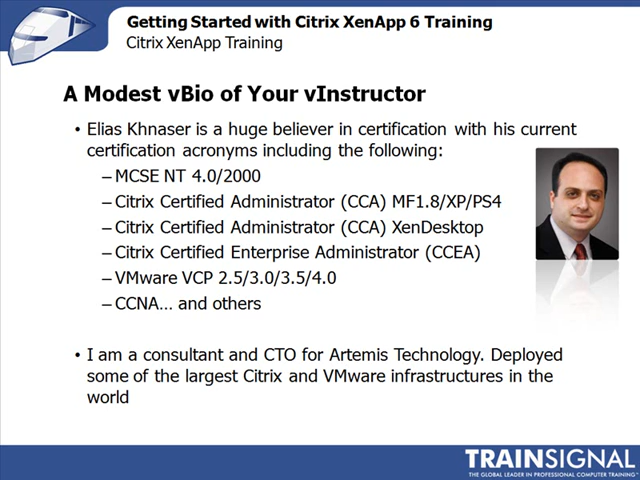 Getting Started with Citrix XenApp 6 Training
Citrix XenApp Training
A Modest vBio of Your vInstructor
• Elias Khnaser is a huge believer in certification with his current
certification acronyms including the following:
– MCSE NT 4.0/2000
– Citrix Certified Administrator (CCA) MF1.8/XP/PS4
– Citrix Certified Administrator (CCA) XenDesktop
– Citrix Certified Enterprise Administrator (CCEA)
– VMware VCP 2.5/3.0/3.5/4.0
– CCNA… and others
• I am a consultant and CTO for Artemis Technology. Deployed
some of the largest Citrix and VMware infrastructures in the
world
TRAINSIGNAL
THE GLOBAL LEADER IN PROFESSIONAL COMPUTER TRAINING™